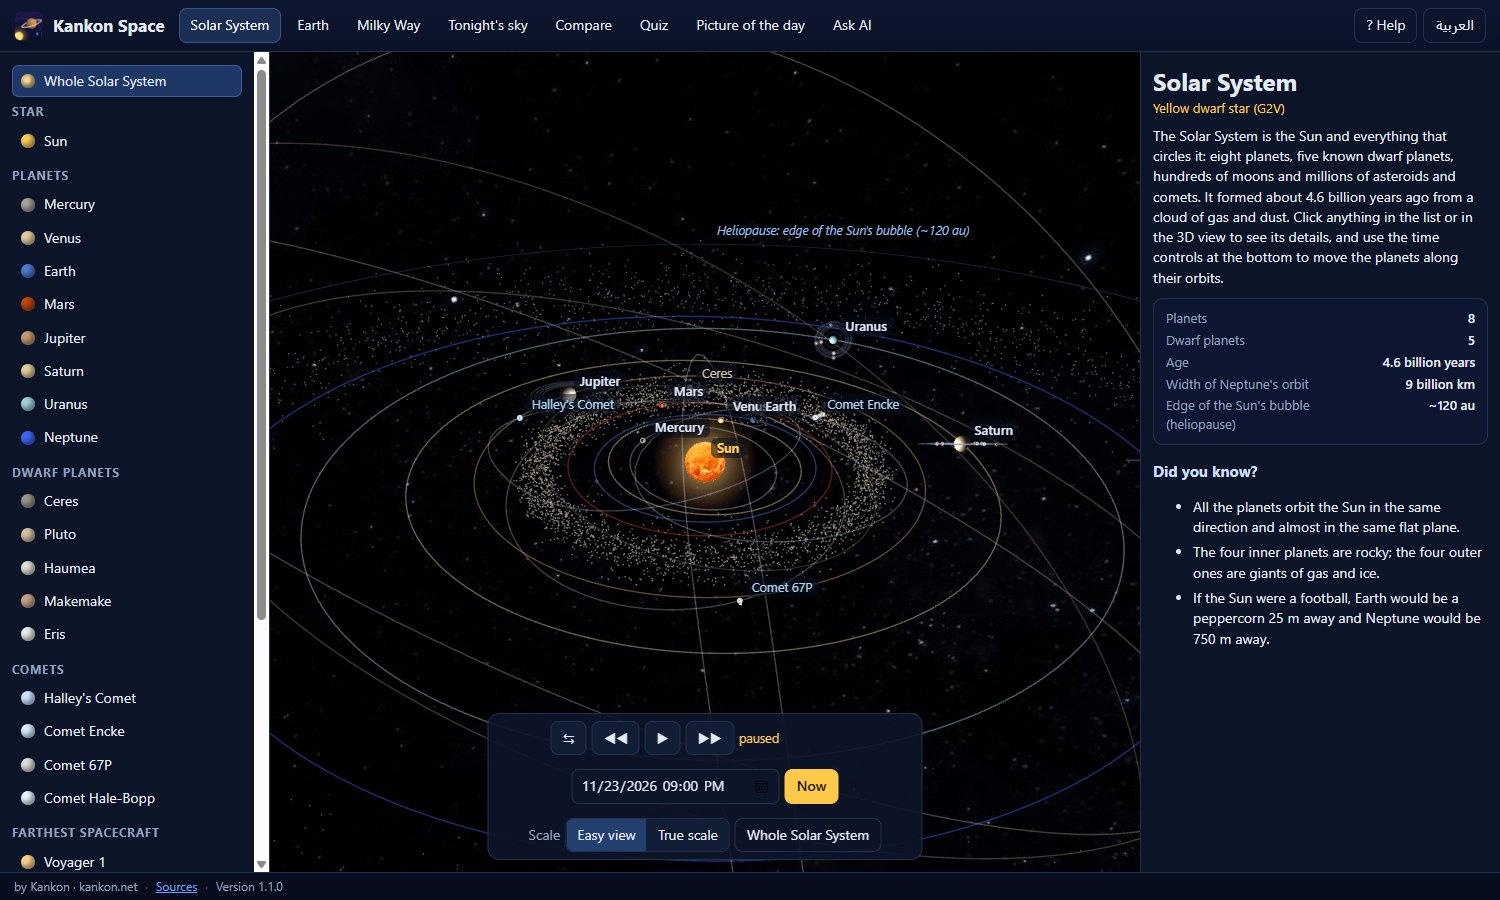 Kankon Space
Solar System
Earth
Milky Way
Tonight's sky
Compare
Quiz
Picture of the day
Ask AI
? Help
العربية
Whole Solar System
STAR
Sun
PLANETS
Mercury
Venus
Earth
Mars
Jupiter
Saturn
Uranus
Neptune
DWARF PLANETS
Ceres
Pluto
Haumea
Makemake
Eris
COMETS
Halley's Comet
Comet Encke
Comet 67P
Comet Hale-Bopp
FARTHEST SPACECRAFT
Voyager 1
Heliopause: edge of the Sun's bubble (~120 au)
Uranus
Ceres
Jupiter
Mars
Halley's Comet
Venu
Earth
Comet Encke
Mercury
Saturn
Sun
Comet 67P
paused
11/23/2026 09:00 PM
Now
Scale
Easy view
True scale
Whole Solar System
Solar System
Yellow dwarf star (G2V)
The Solar System is the Sun and everything that
circles it: eight planets, five known dwarf planets,
hundreds of moons and millions of asteroids and
comets. It formed about 4.6 billion years ago from a
cloud of gas and dust. Click anything in the list or in
the 3D view to see its details, and use the time
controls at the bottom to move the planets along
their orbits.
Planets 8
Dwarf planets 5
Age 4.6 billion years
Width of Neptune's orbit 9 billion km
Edge of the Sun's bubble ~120 au
(heliopause)
Did you know?
• All the planets orbit the Sun in the same
direction and almost in the same flat plane.
• The four inner planets are rocky; the four outer
ones are giants of gas and ice.
• If the Sun were a football, Earth would be a
peppercorn 25 m away and Neptune would be
750 m away.
by Kankon · kankon.net · Sources · Version 1.1.0